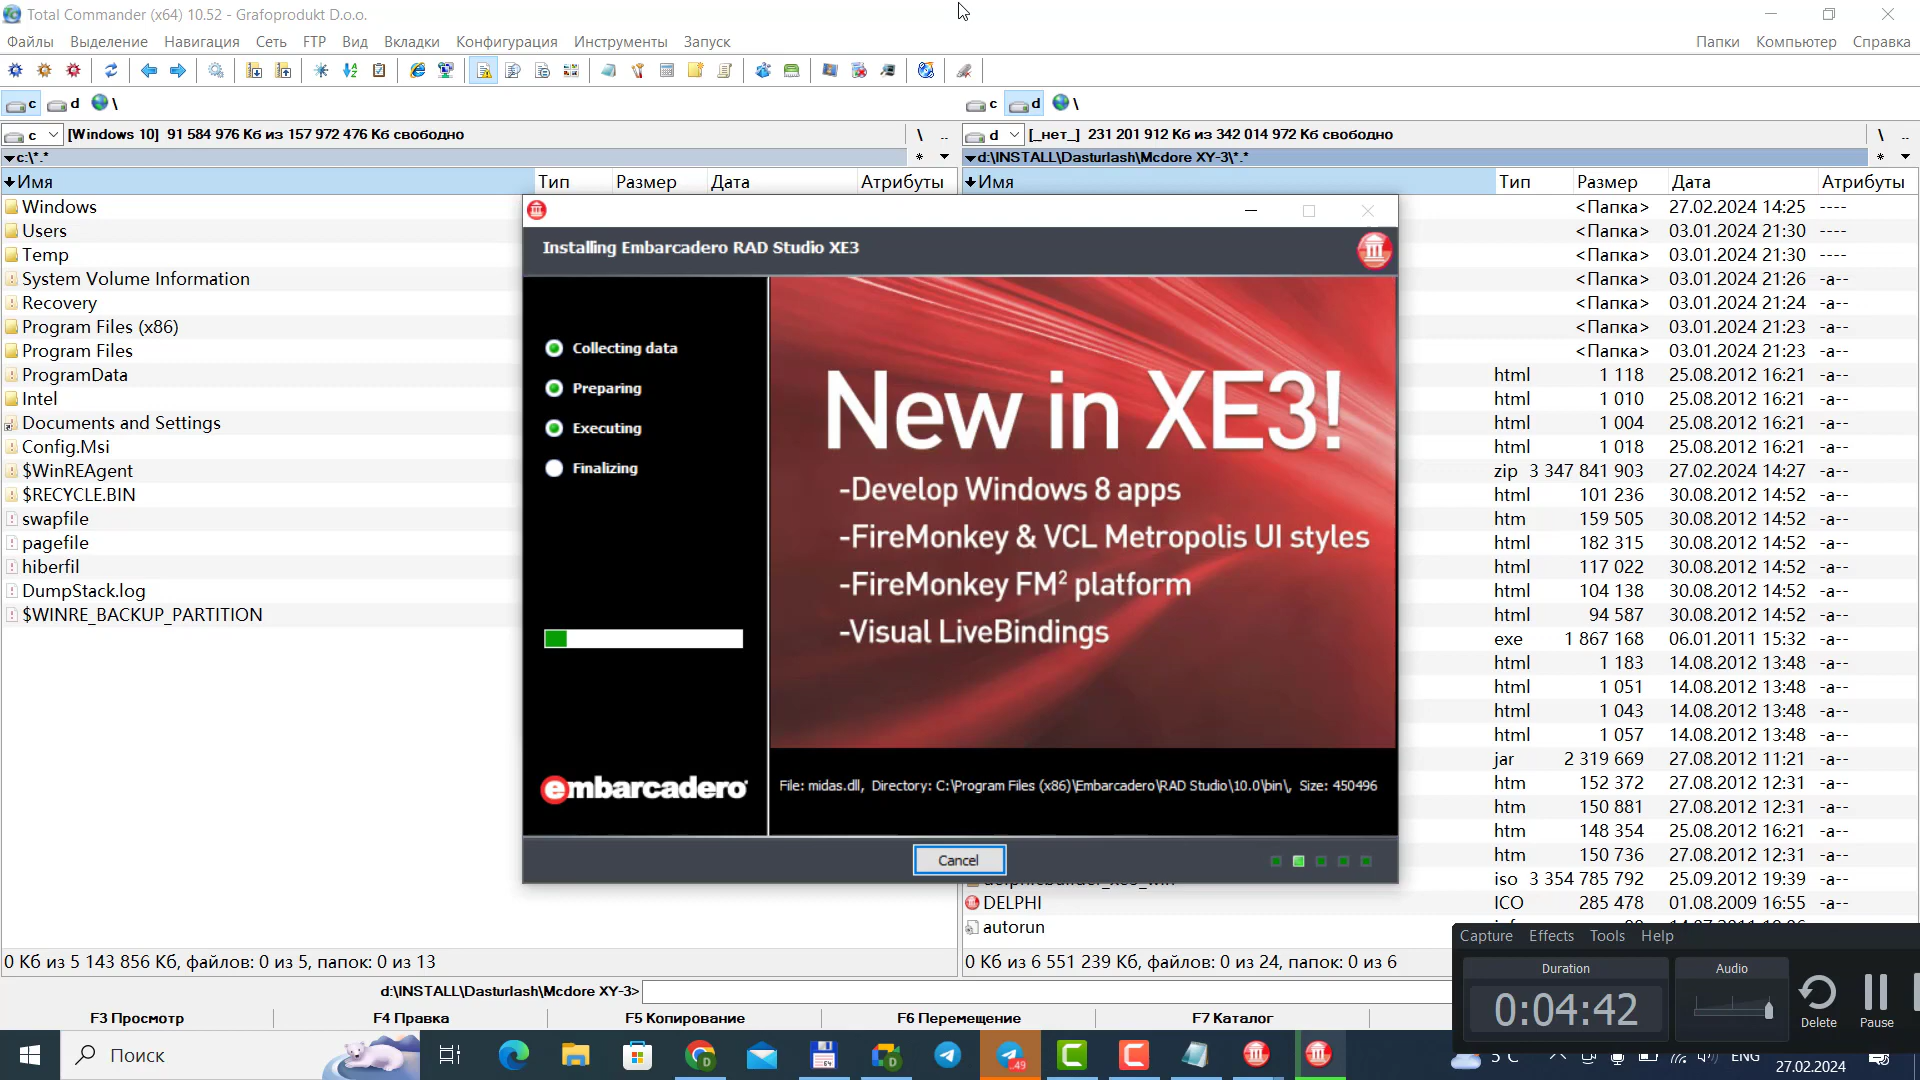 Total Commander (x64) 10.52 - Grafoprodukt D.o.o.
Файлы Выделение Навигация Сеть FTP Вид Вкладки Конфигурация Инструменты Запуск Папки Компьютер Справка
c d \ c d \
c [Windows 10] 91 584 976 Кб из 157 972 476 Кб свободно \ .. d [_нет_] 231 201 912 Кб из 342 014 972 Кб свободно \ ..
c:\*.* * d:\INSTALL\Dasturlash\Mcdore XY-3\*.* *
Имя Тип Размер Дата Атрибуты Имя Тип Размер Дата Атрибуты
Windows
Users
Temp
System Volume Information
Recovery
Program Files (x86)
Program Files
ProgramData
Intel
Documents and Settings
Config.Msi
$WinREAgent
$RECYCLE.BIN
swapfile
pagefile
hiberfil
DumpStack.log
$WINRE_BACKUP_PARTITION
Installing Embarcadero RAD Studio XE3
Collecting data
Preparing
Executing
Finalizing
New in XE3!
-Develop Windows 8 apps
-FireMonkey & VCL Metropolis UI styles
-FireMonkey FM² platform
-Visual LiveBindings
embarcadero
File: midas.dll, Directory: C:\Program Files (x86)\Embarcadero\RAD Studio\10.0\bin\, Size: 450496
Cancel
<Папка> 27.02.2024 14:25 ----
<Папка> 03.01.2024 21:30 ----
<Папка> 03.01.2024 21:30 ----
<Папка> 03.01.2024 21:26 -a--
<Папка> 03.01.2024 21:24 -a--
<Папка> 03.01.2024 21:23 -a--
<Папка> 03.01.2024 21:23 -a--
html 1 118 25.08.2012 16:21 -a--
html 1 010 25.08.2012 16:21 -a--
html 1 004 25.08.2012 16:21 -a--
html 1 018 25.08.2012 16:21 -a--
zip 3 347 841 903 27.02.2024 14:27 -a--
html 101 236 30.08.2012 14:52 -a--
htm 159 505 30.08.2012 14:52 -a--
html 182 315 30.08.2012 14:52 -a--
html 117 022 30.08.2012 14:52 -a--
html 104 138 30.08.2012 14:52 -a--
html 94 587 30.08.2012 14:52 -a--
exe 1 867 168 06.01.2011 15:32 -a--
html 1 183 14.08.2012 13:48 -a--
html 1 051 14.08.2012 13:48 -a--
html 1 043 14.08.2012 13:48 -a--
html 1 057 14.08.2012 13:48 -a--
jar 2 319 669 27.08.2012 11:21 -a--
htm 152 372 27.08.2012 12:31 -a--
htm 150 881 27.08.2012 12:31 -a--
htm 148 354 25.08.2012 16:21 -a--
htm 150 736 27.08.2012 12:31 -a--
iso 3 354 785 792 25.09.2012 19:39 -a--
DELPHI ICO 285 478 01.08.2009 16:55 -a--
autorun
0 Кб из 5 143 856 Кб, файлов: 0 из 5, папок: 0 из 13
0 Кб из 6 551 239 Кб, файлов: 0 из 24, папок: 0 из 6
d:\INSTALL\Dasturlash\Mcdore XY-3>
F3 Просмотр F4 Правка F5 Копирование F6 Перемещение F7 Каталог
Capture Effects Tools Help
Duration Audio
0:04:42
Delete Pause
Поиск
49
5 °C ENG
27.02.2024